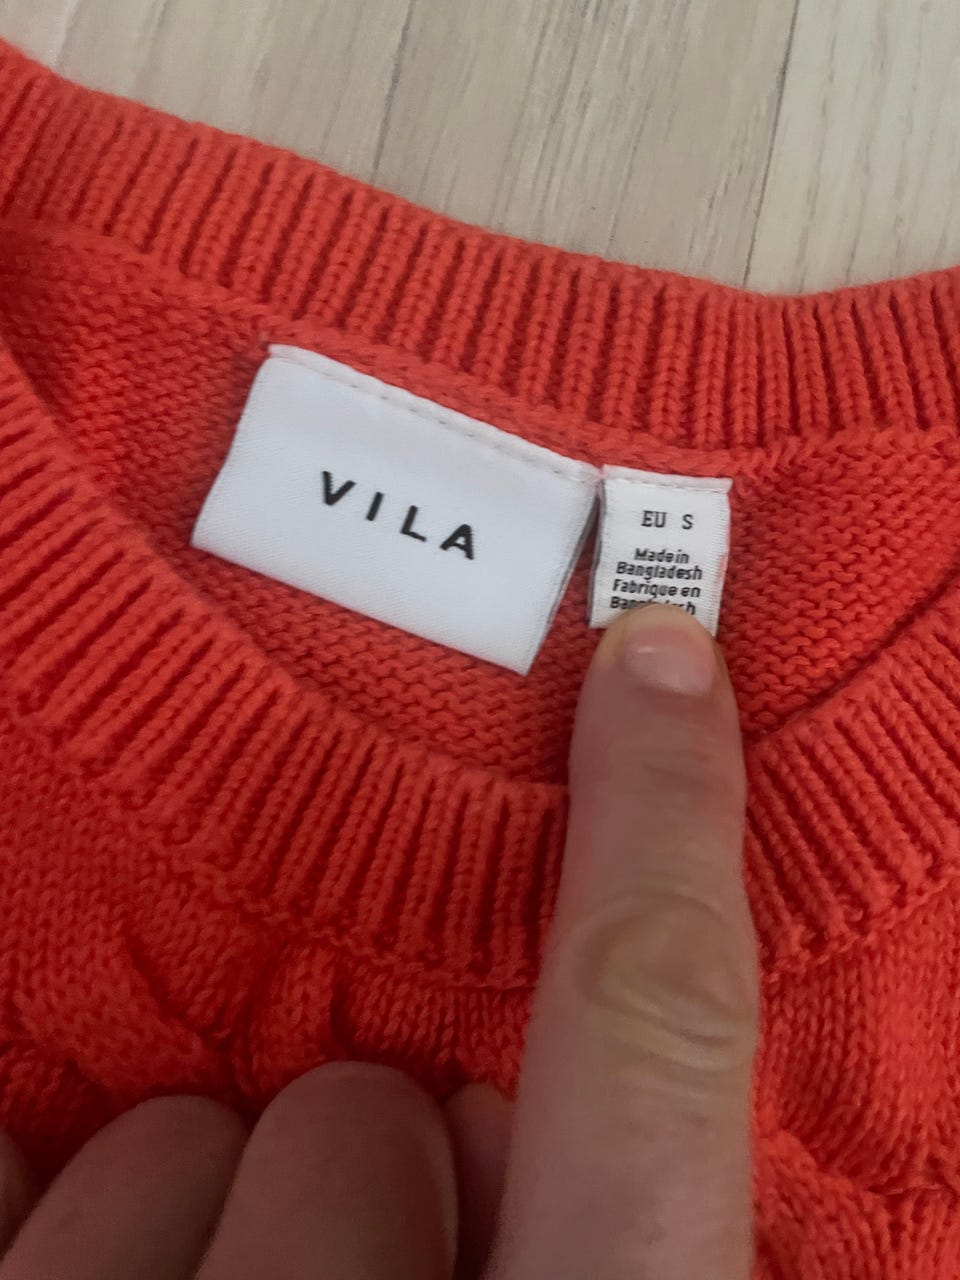 VILA
EU S
Made in
Bangladesh
Fabrique en